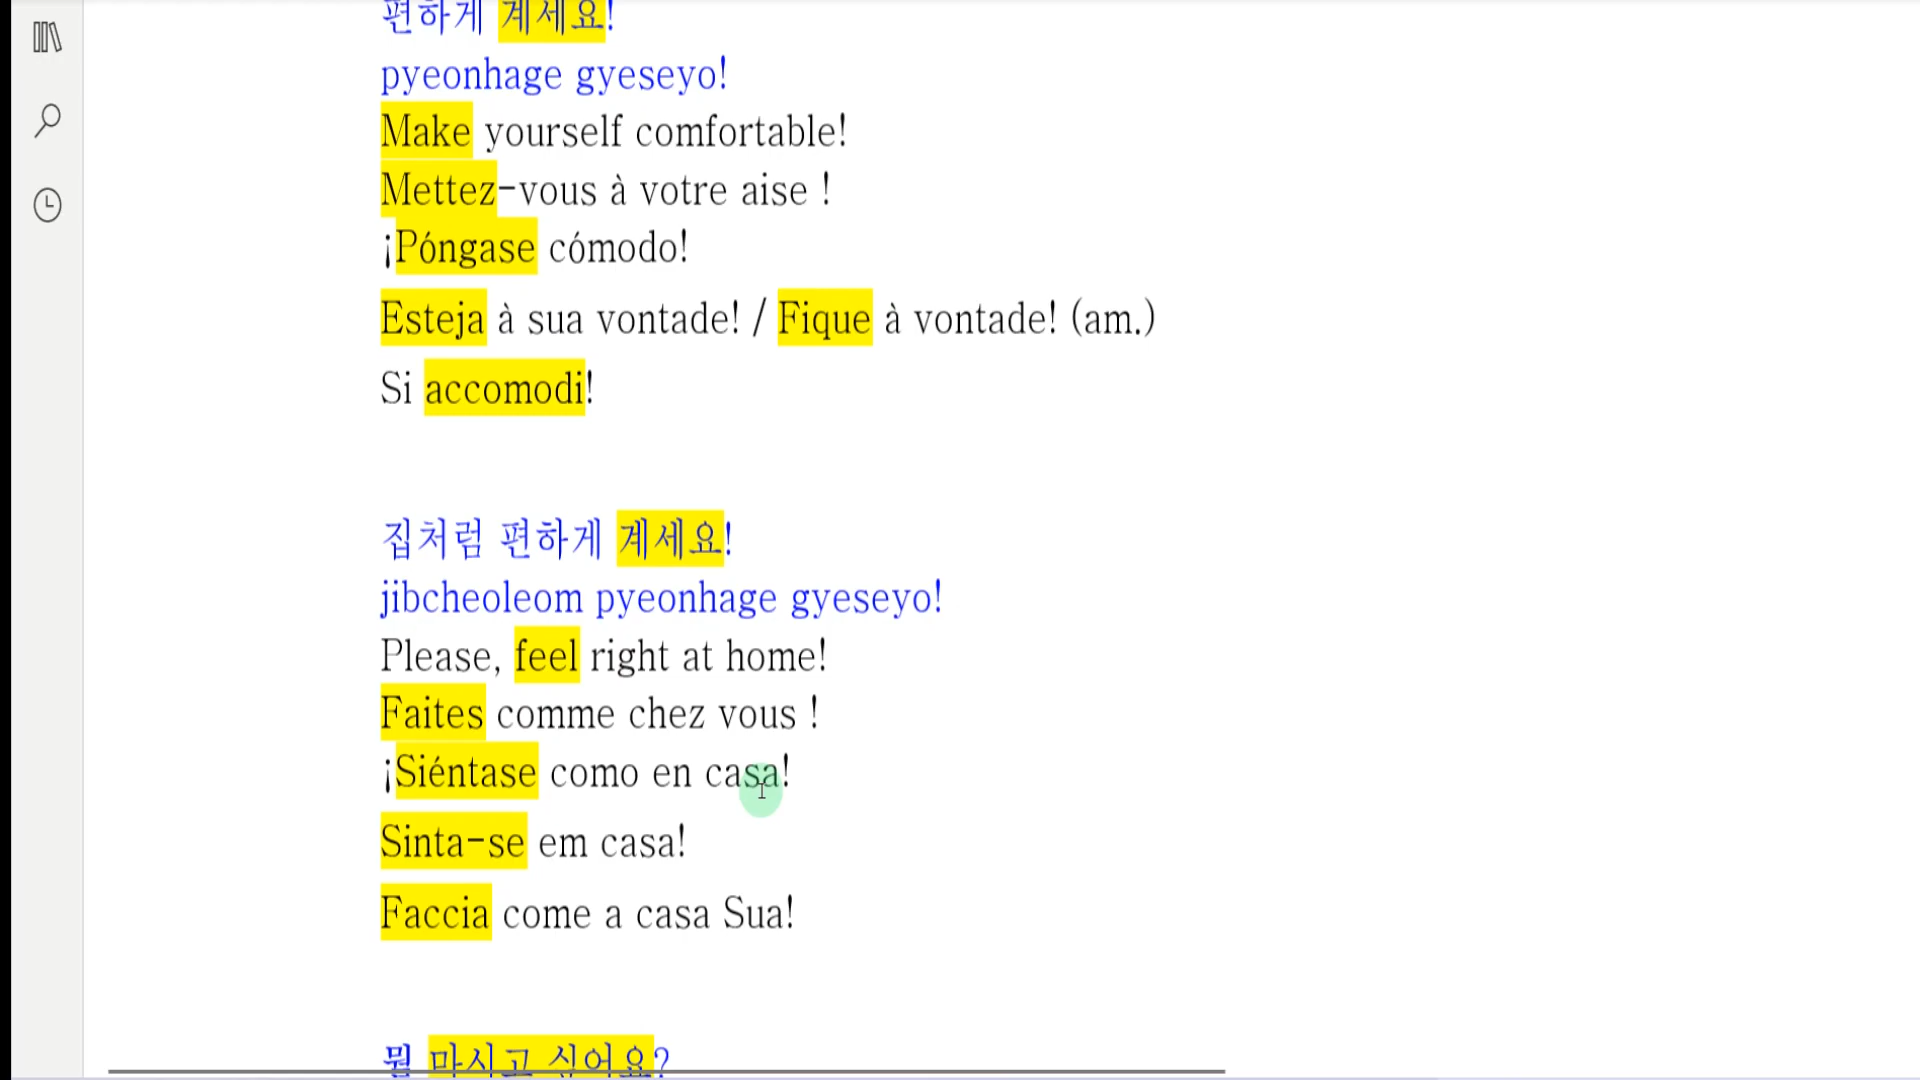 편하게 계세요!
pyeonhage gyeseyo!
Make yourself comfortable!
Mettez-vous à votre aise !
¡Póngase cómodo!
Esteja à sua vontade! / Fique à vontade! (am.)
Si accomodi!
집처럼 편하게 계세요!
jibcheoleom pyeonhage gyeseyo!
Please, feel right at home!
Faites comme chez vous !
¡Siéntase como en casa!
Sinta-se em casa!
Faccia come a casa Sua!
뭘 마시고 싶어요?